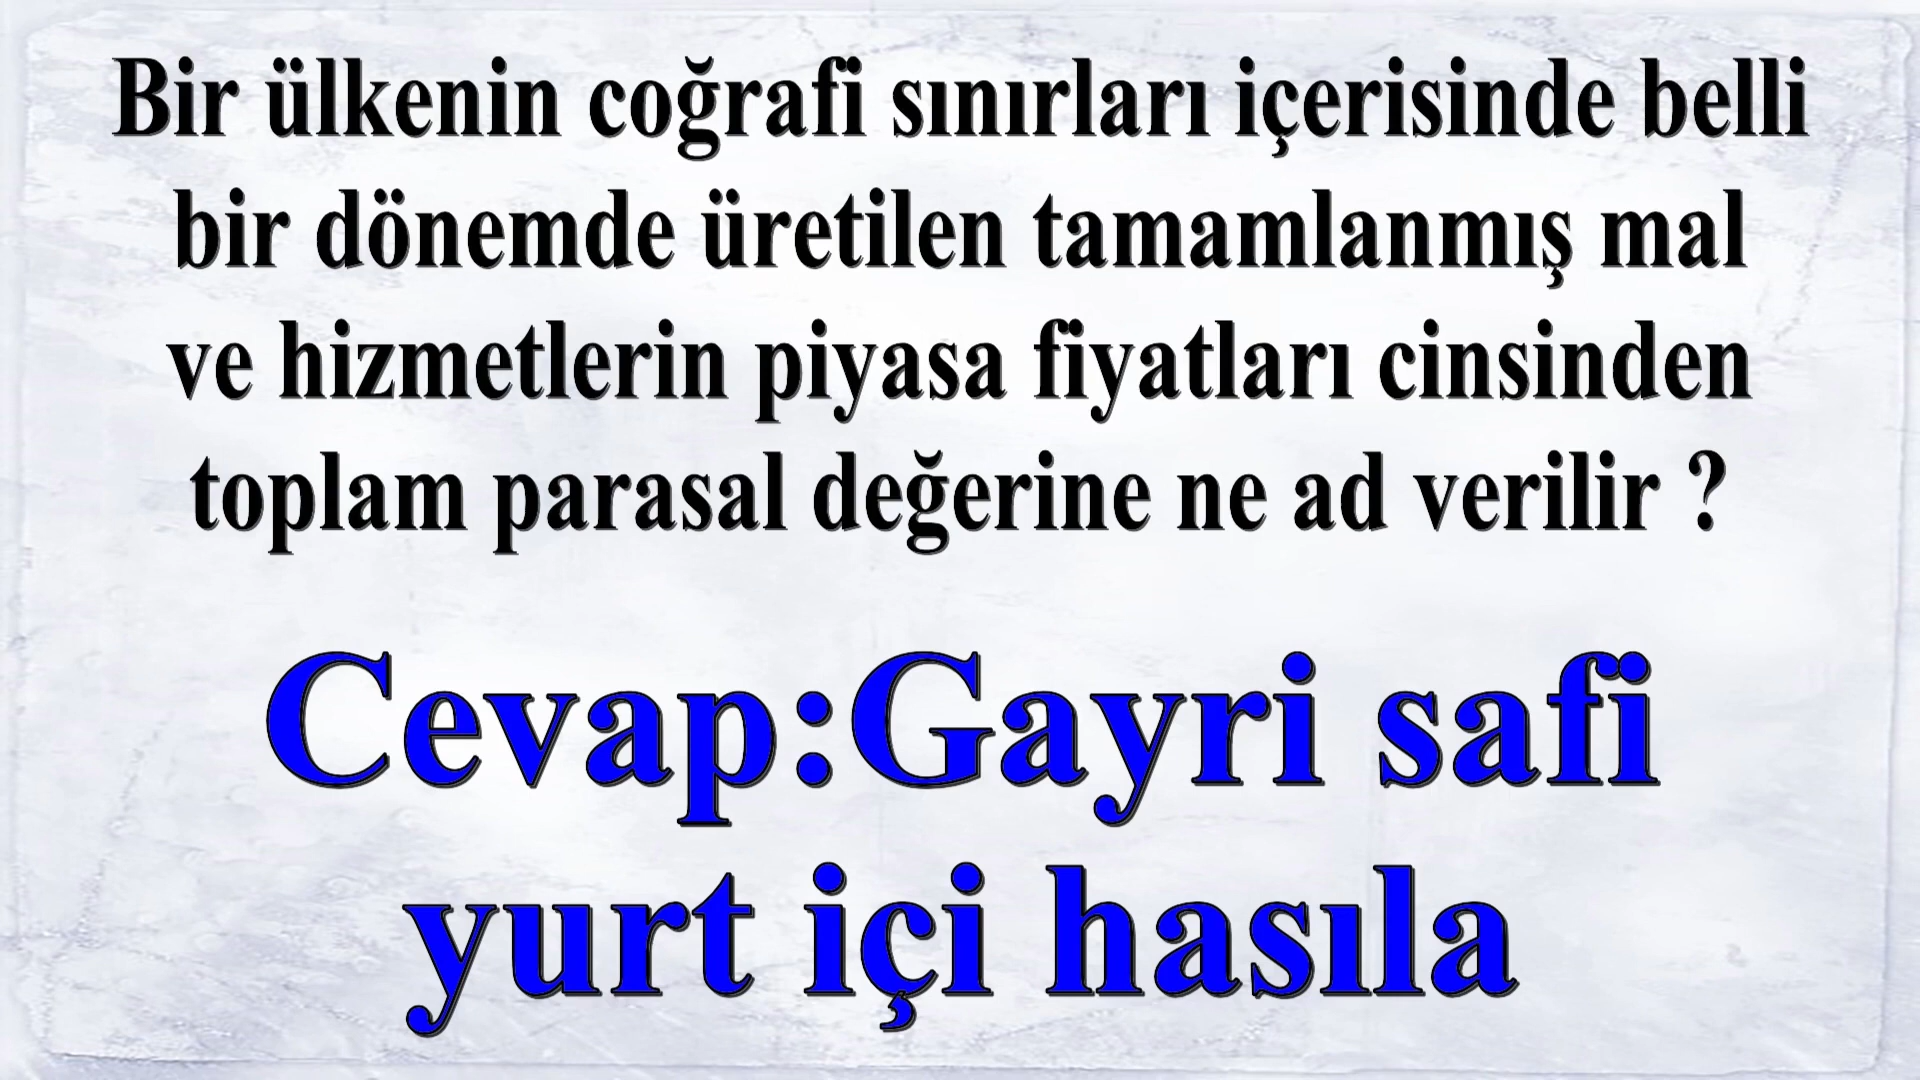 Bir ülkenin coğrafi sınırları içerisinde belli
bir dönemde üretilen tamamlanmış mal
ve hizmetlerin piyasa fiyatları cinsinden
toplam parasal değerine ne ad verilir ?
Cevap:Gayri safi
yurt içi hasıla